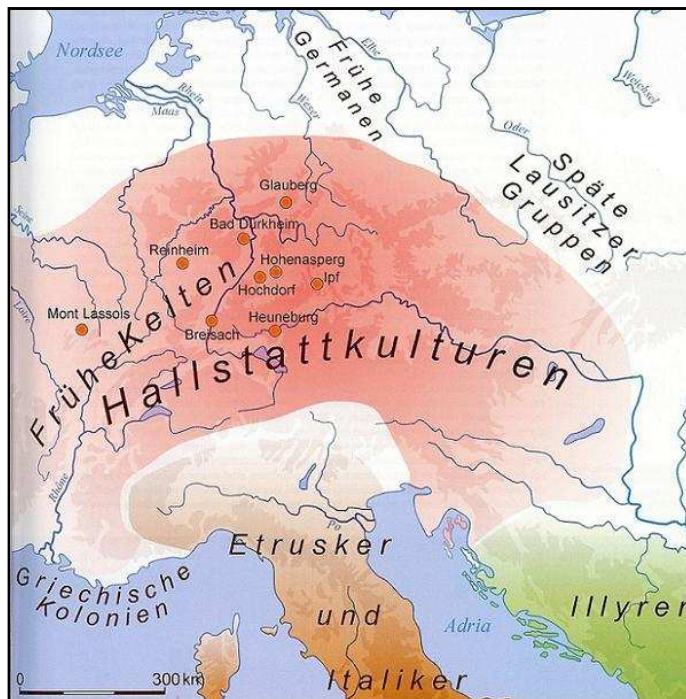 Nordsee
Elbe
Frühe
Germanen
Rhein
Maas
Weser
Weichsel
Oder
Späte
Lausitzer
Gruppen
Glauberg
Seine
Bad Dürkheim
Reinheim
Hohenasperg
Hochdorf
Ipf
Loire
Mont Lassois
Breisach
Heuneburg
FrüheKelten
Hallstattkulturen
Rhône
Po
Etrusker
und
Italiker
Griechische
Kolonien
Illyrer
Adria
0 300 km